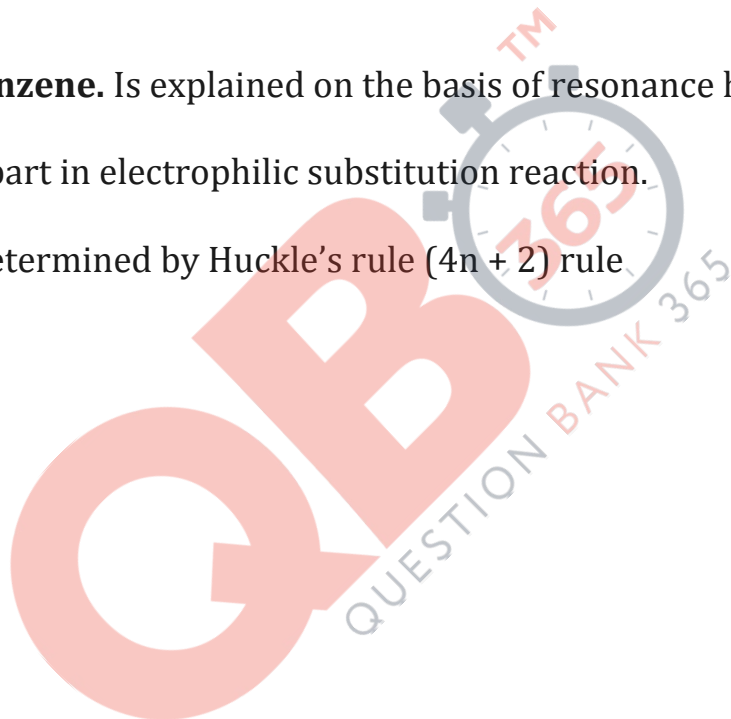 nzene. Is explained on the basis of resonance h
part in electrophilic substitution reaction.
etermined by Huckle's rule (4n + 2) rule
TM
365
QB
QUESTION BANK 365